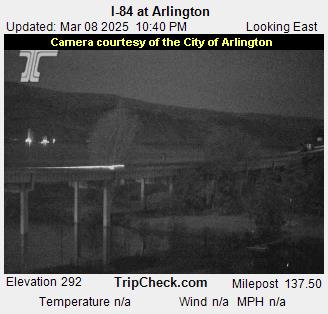 I-84 at Arlington
Updated: Mar 08 2025 10:40 PM Looking East
Camera courtesy of the City of Arlington
Elevation 292 TripCheck.com Milepost 137.50
Temperature n/a Wind n/a MPH n/a